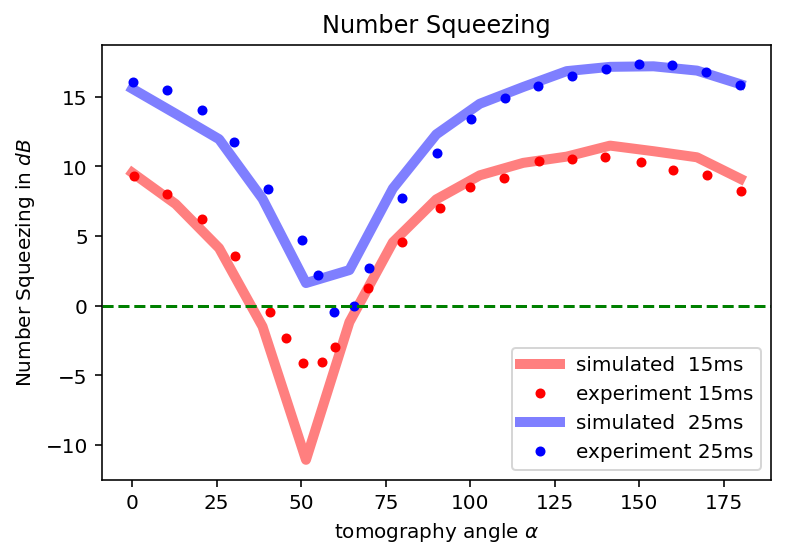 Number Squeezing
Number Squeezing in dB
15
10
5
0
−5
−10
0 25 50 75 100 125 150 175
tomography angle α
simulated  15ms
experiment 15ms
simulated  25ms
experiment 25ms